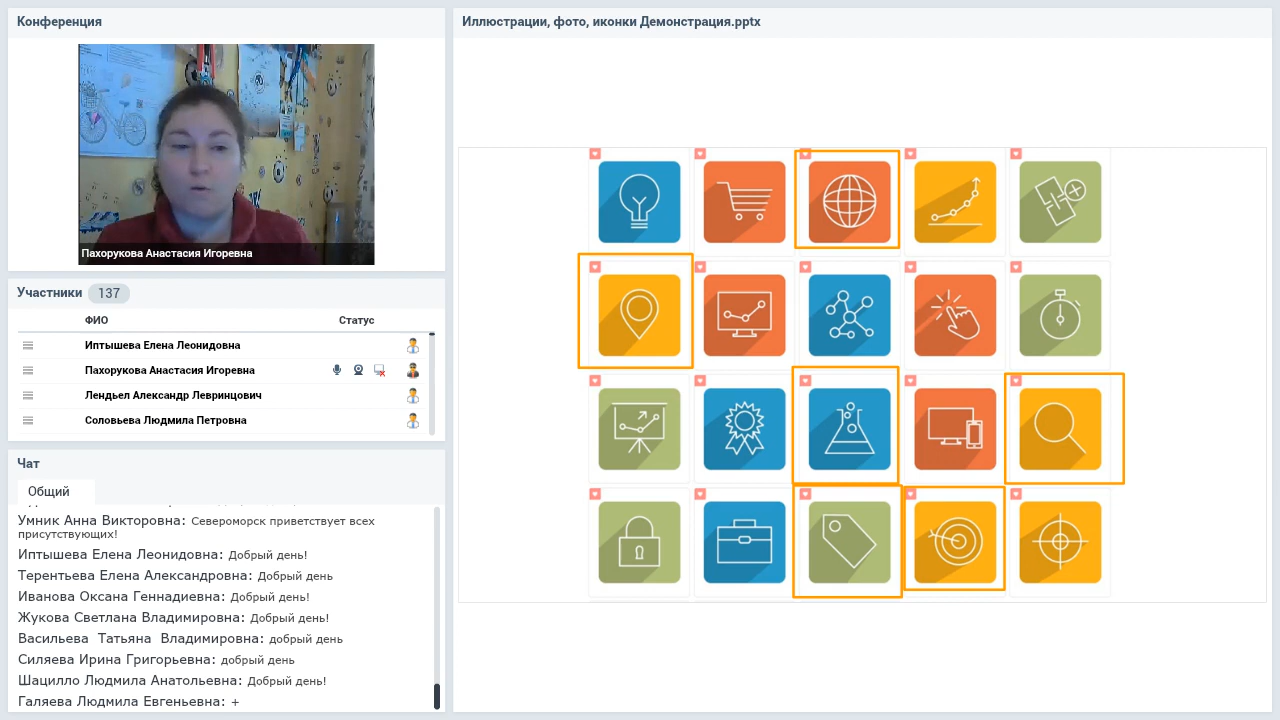 Конференция
Пахорукова Анастасия Игоревна
Участники 137
ФИО Статус
Иптышева Елена Леонидовна
Пахорукова Анастасия Игоревна
Лендьел Александр Левринцович
Соловьева Людмила Петровна
Чат
Общий
Умник Анна Викторовна: Североморск приветствует всех
присутствующих!
Иптышева Елена Леонидовна: Добрый день!
Терентьева Елена Александровна: Добрый день
Иванова Оксана Геннадиевна: Добрый день!
Жукова Светлана Владимировна: Добрый день!
Васильева Татьяна Владимировна: добрый день
Силяева Ирина Григорьевна: добрый день
Шацилло Людмила Анатольевна: Добрый день!
Галяева Людмила Евгеньевна: +
Иллюстрации, фото, иконки Демонстрация.pptx